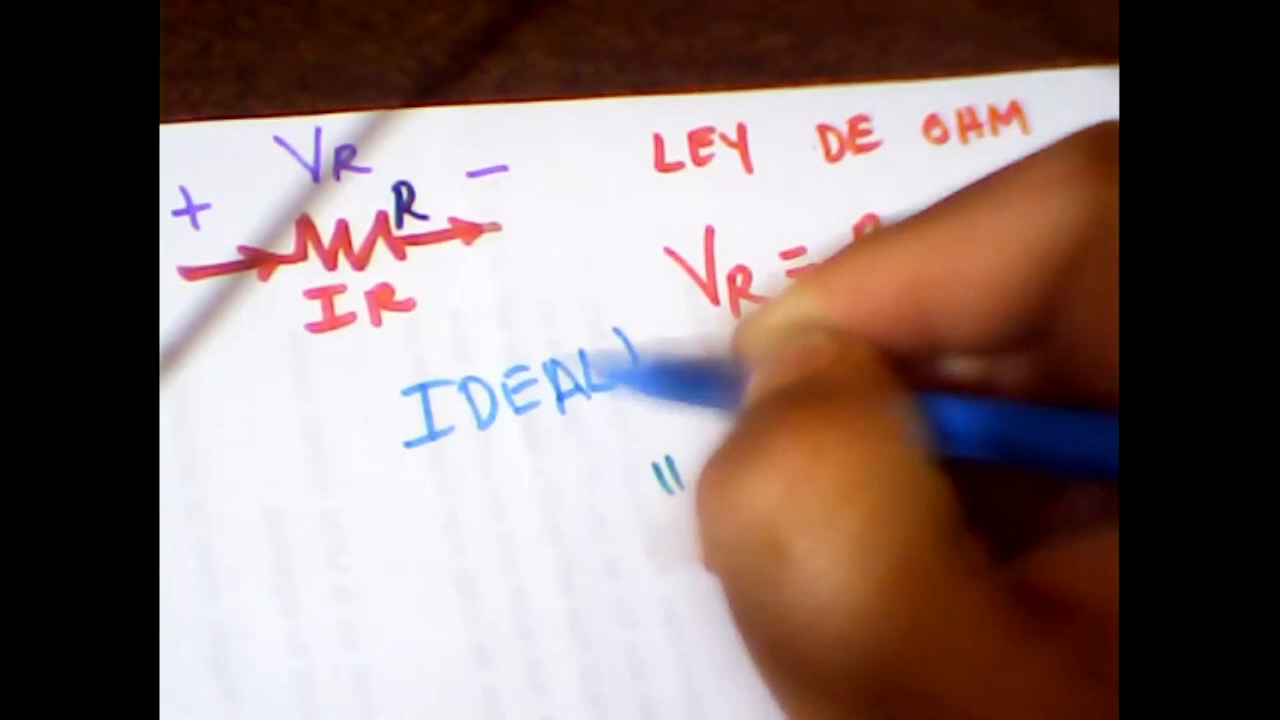 VR
+ R −
IR
LEY DE OHM
VR =
IDEAL
"